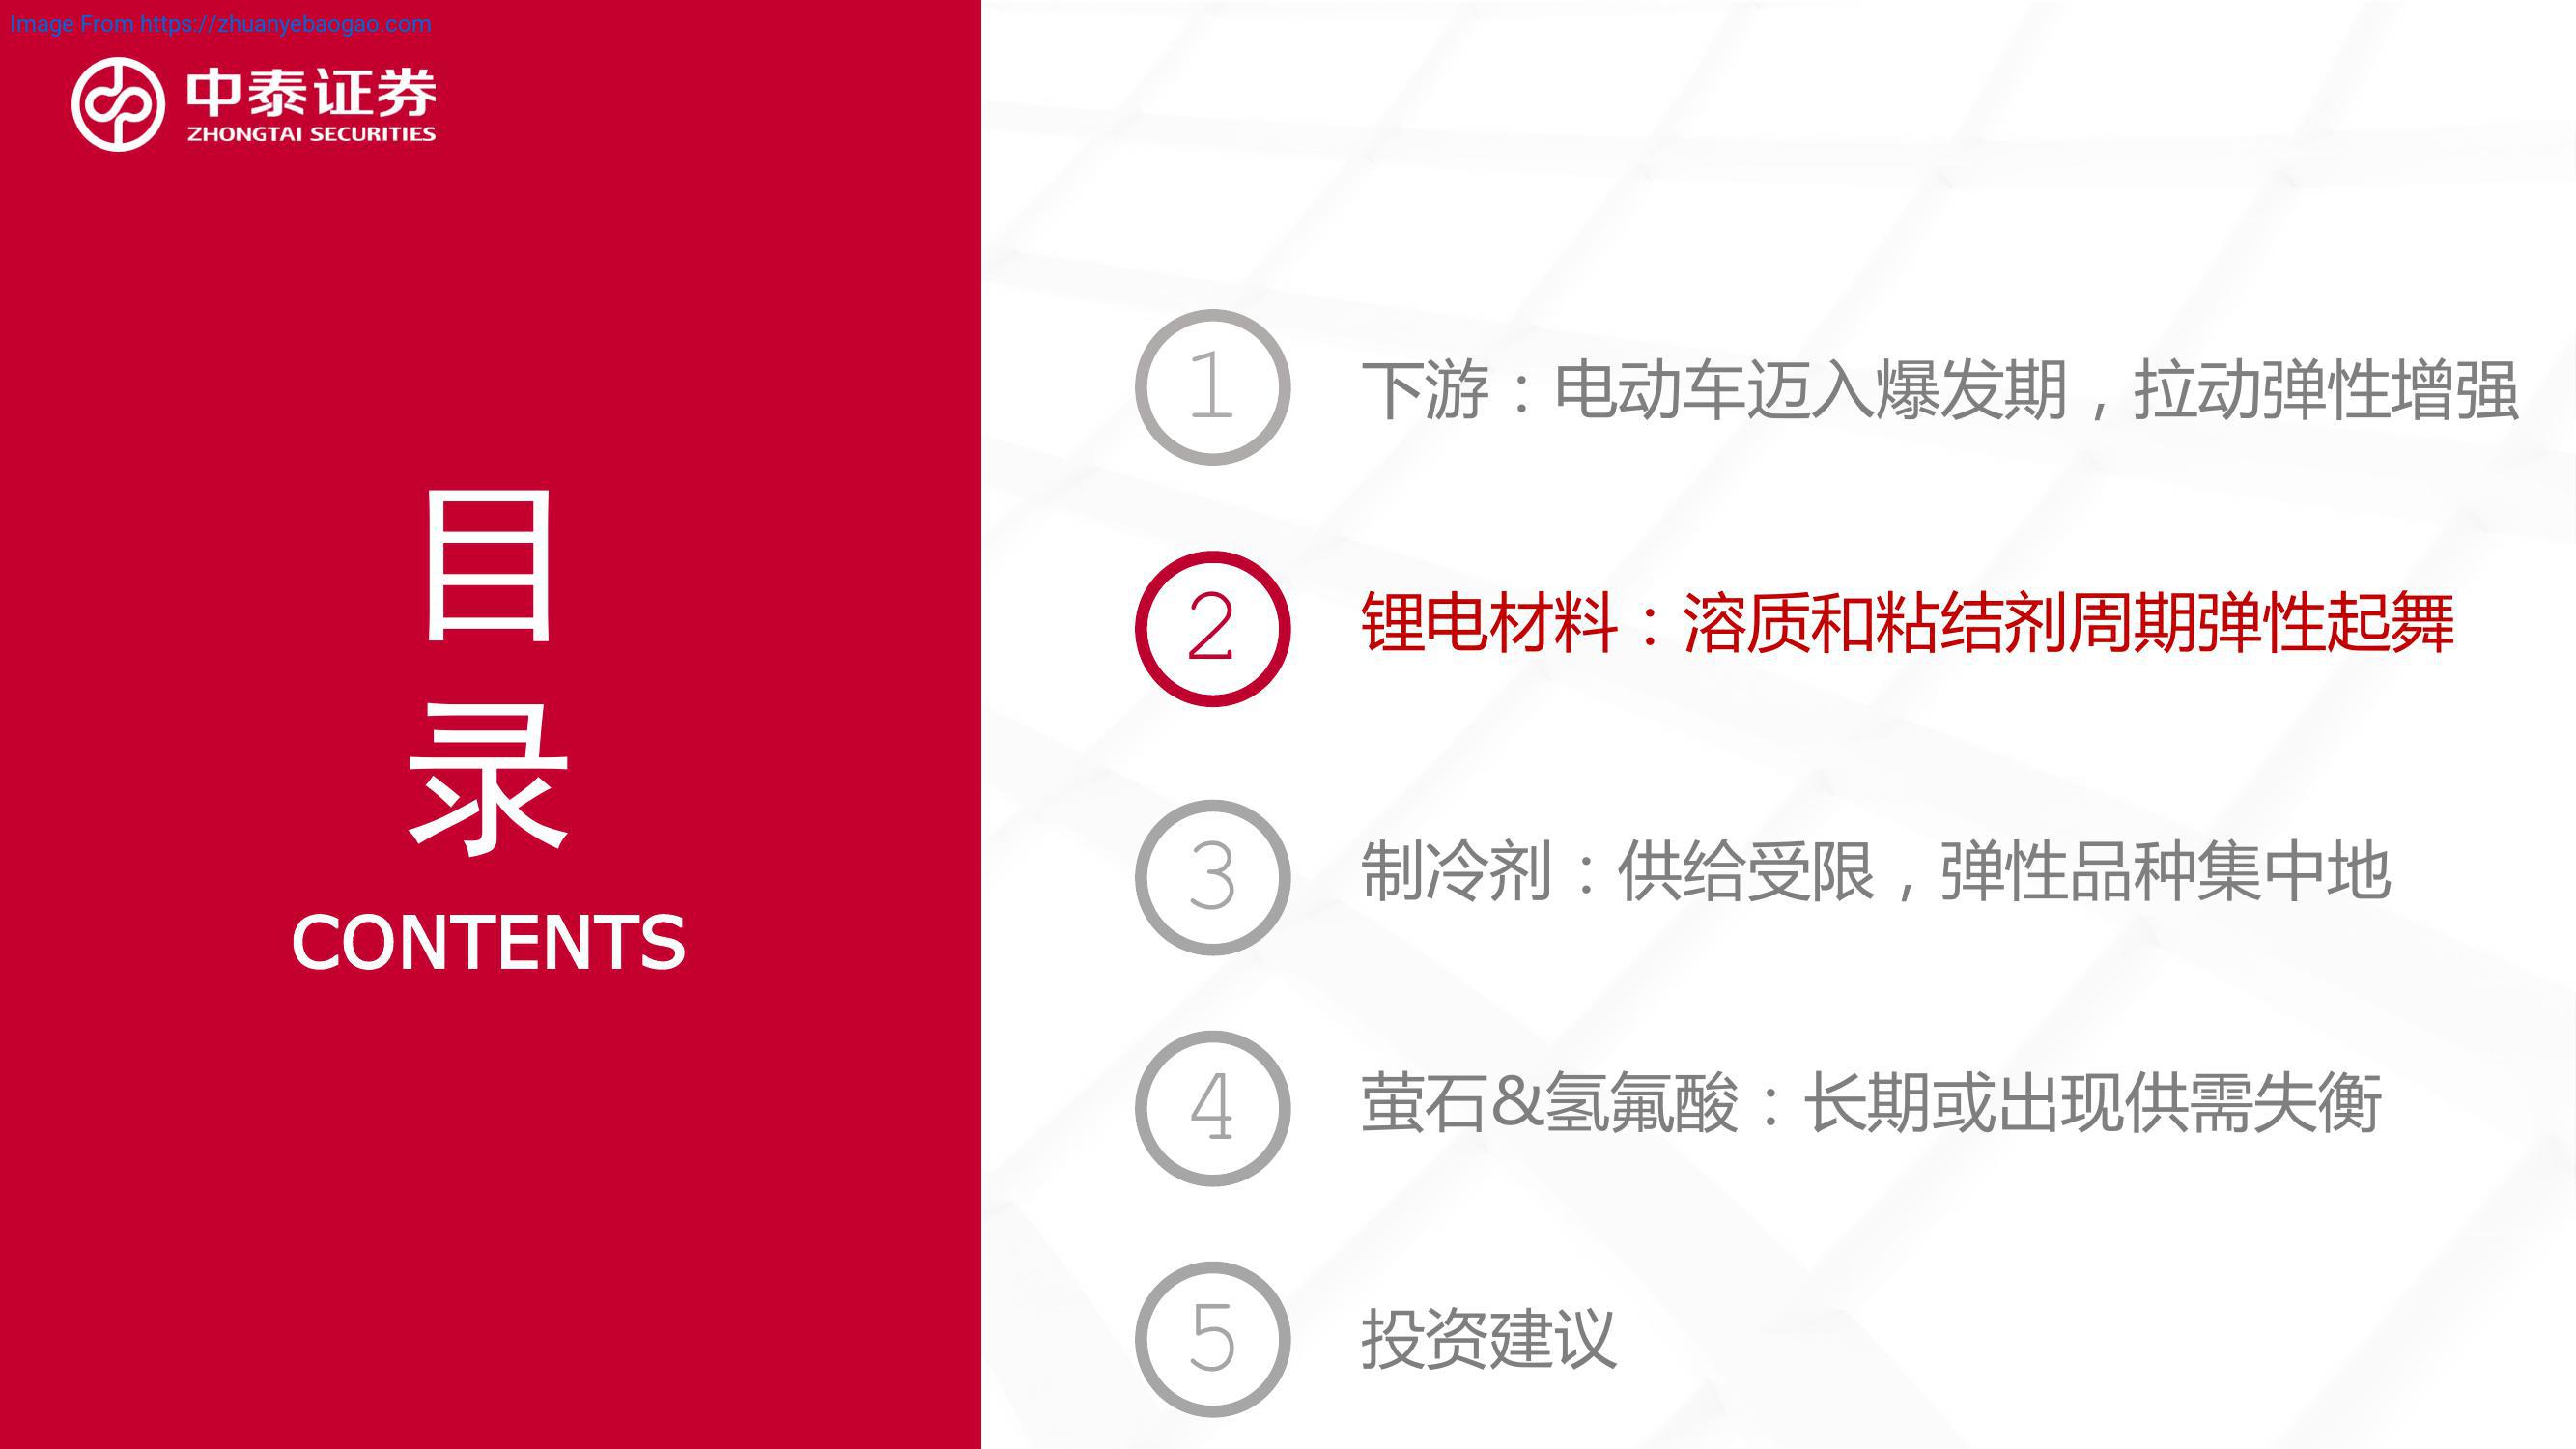 Image From https://zhuanyebaogao.com
中泰证券
ZHONGTAI SECURITIES
目
录
CONTENTS
1 下游：电动车迈入爆发期，拉动弹性增强
2 锂电材料：溶质和粘结剂周期弹性起舞
3 制冷剂：供给受限，弹性品种集中地
4 萤石&氢氟酸：长期或出现供需失衡
5 投资建议